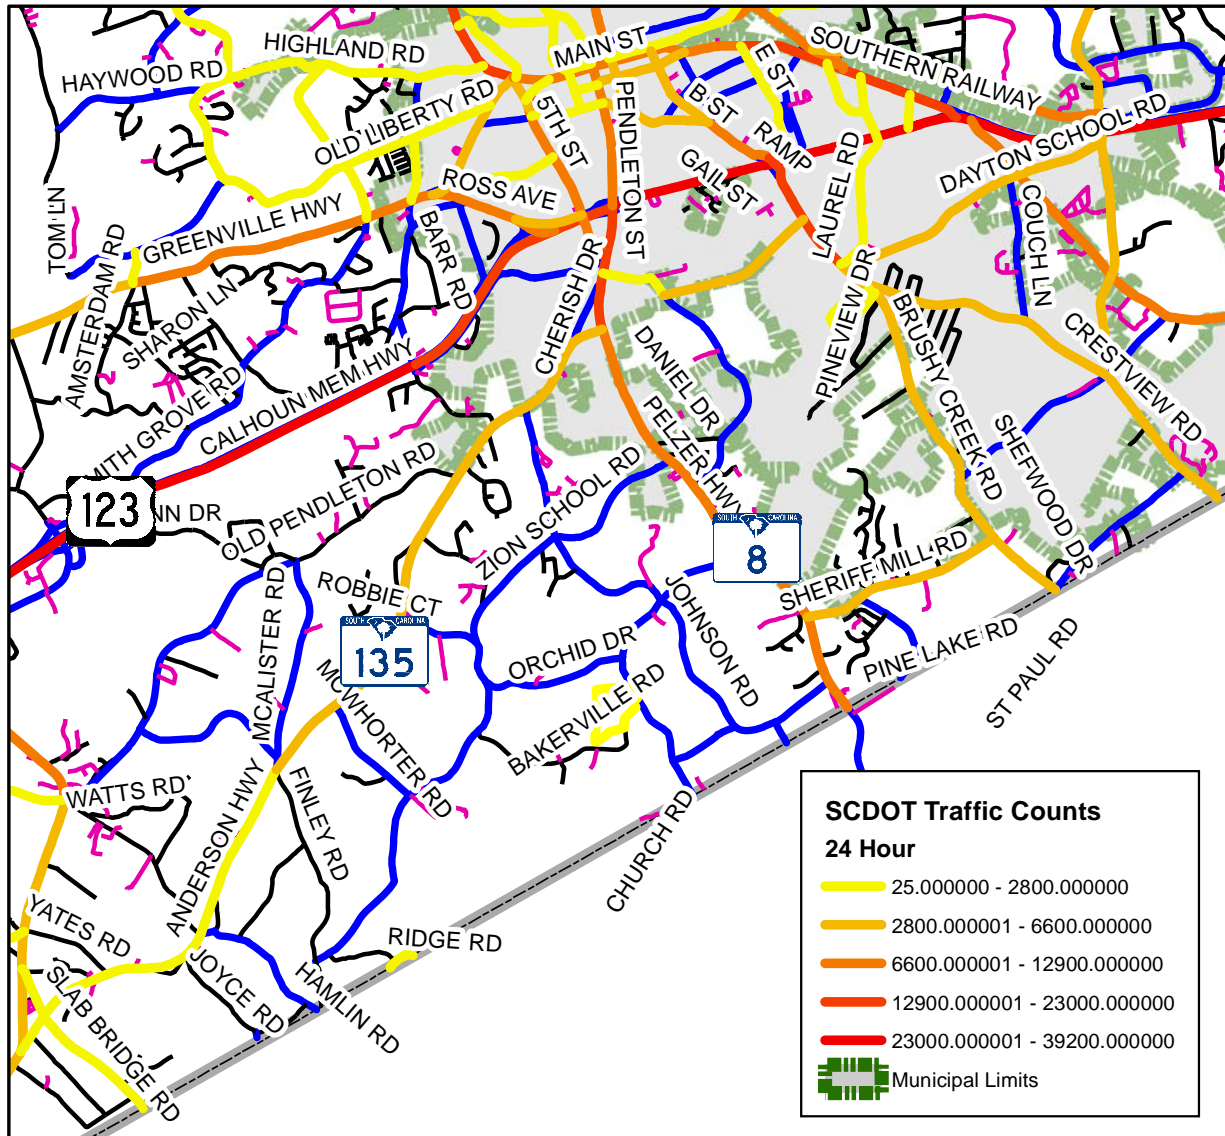 HIGHLAND RD
MAIN ST
SOUTHERN RAILWAY
HAYWOOD RD
E ST
B ST
OLD LIBERTY RD
5TH ST
PENDLETON ST
RAMP
DAYTON SCHOOL RD
GAIL ST
LAUREL RD
ROSS AVE
TOM LN
GREENVILLE HWY
BARR RD
COUCH LN
AMSTERDAM RD
SHARON LN
CHERISH DR
PINEVIEW DR
BRUSHY CREEK RD
CRESTVIEW RD
DANIEL DR
SMITH GROVE RD
CALHOUN MEM HWY
PELZER HWY
SHEFWOOD DR
123
NN DR
OLD PENDLETON RD
ZION SCHOOL RD
SOUTH CAROLINA
8
SHERIFF MILL RD
MCALISTER RD
ROBBIE CT
SOUTH CAROLINA
135
JOHNSON RD
ORCHID DR
PINE LAKE RD
ST PAUL RD
MCWHORTER RD
BAKERVILLE RD
WATTS RD
ANDERSON HWY
FINLEY RD
CHURCH RD
YATES RD
RIDGE RD
SLAB BRIDGE RD
JOYCE RD
HAMLIN RD
SCDOT Traffic Counts
24 Hour
25.000000 - 2800.000000
2800.000001 - 6600.000000
6600.000001 - 12900.000000
12900.000001 - 23000.000000
23000.000001 - 39200.000000
Municipal Limits